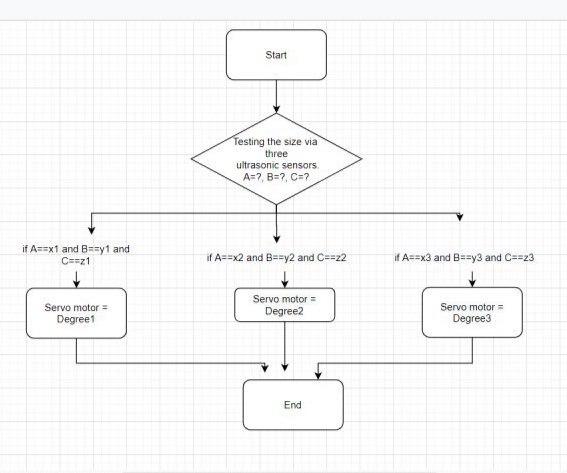 Start
Testing the size via
three
ultrasonic sensors.
A=?, B=?, C=?
if A==x1 and B==y1 and
C==z1
if A==x2 and B==y2 and C==z2
if A==x3 and B==y3 and C==z3
Servo motor =
Degree1
Servo motor =
Degree2
Servo motor =
Degree3
End